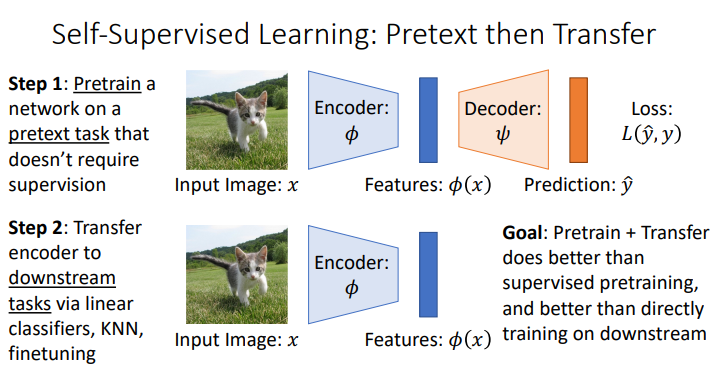 Self-Supervised Learning: Pretext then Transfer
Step 1: Pretrain a
network on a
pretext task that
doesn't require
supervision
Encoder:
ϕ
Decoder:
ψ
Loss:
L(ŷ, y)
Input Image: x
Features: ϕ(x)
Prediction: ŷ
Step 2: Transfer
encoder to
downstream
tasks via linear
classifiers, KNN,
finetuning
Encoder:
ϕ
Input Image: x
Features: ϕ(x)
Goal: Pretrain + Transfer
does better than
supervised pretraining,
and better than directly
training on downstream